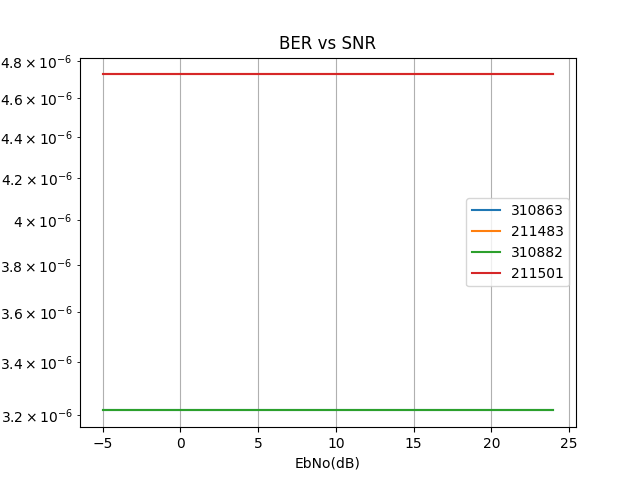 BER vs SNR
4.8 × 10⁻⁶
4.6 × 10⁻⁶
4.4 × 10⁻⁶
4.2 × 10⁻⁶
4 × 10⁻⁶
3.8 × 10⁻⁶
3.6 × 10⁻⁶
3.4 × 10⁻⁶
3.2 × 10⁻⁶
310863
211483
310882
211501
−5 0 5 10 15 20 25
EbNo(dB)